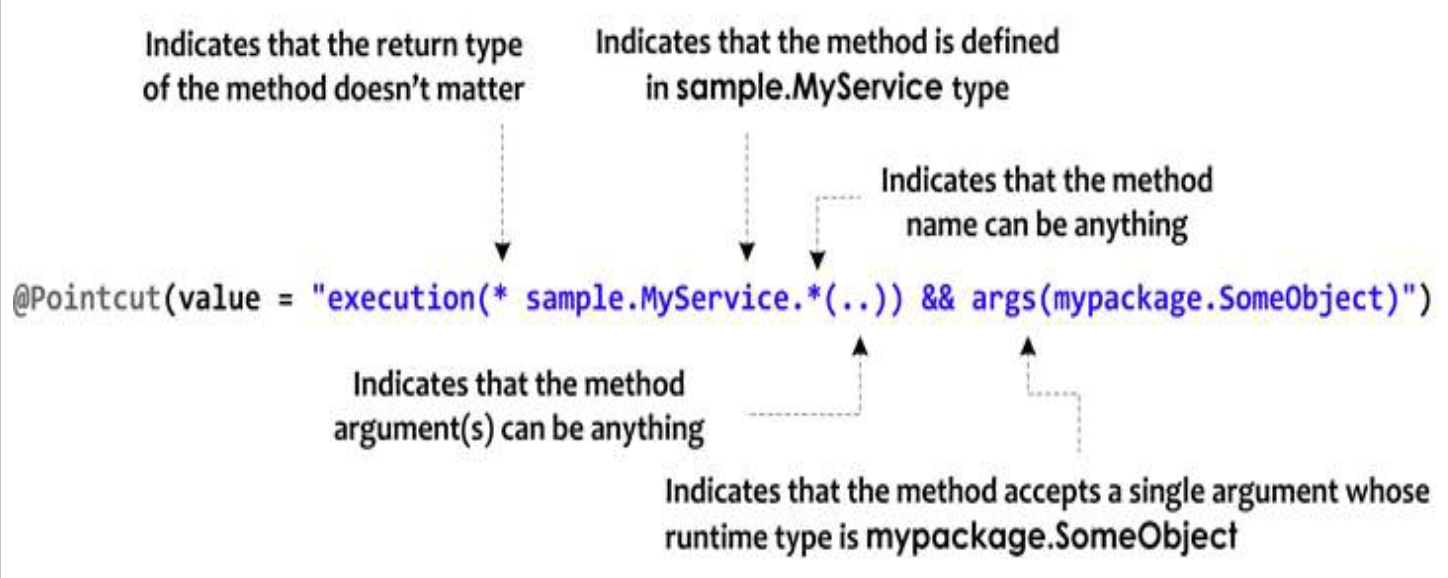 Indicates that the return type
of the method doesn't matter
Indicates that the method is defined
in sample.MyService type
Indicates that the method
name can be anything
@Pointcut(value = "execution(* sample.MyService.*(..)) && args(mypackage.SomeObject)")
Indicates that the method
argument(s) can be anything
Indicates that the method accepts a single argument whose
runtime type is mypackage.SomeObject